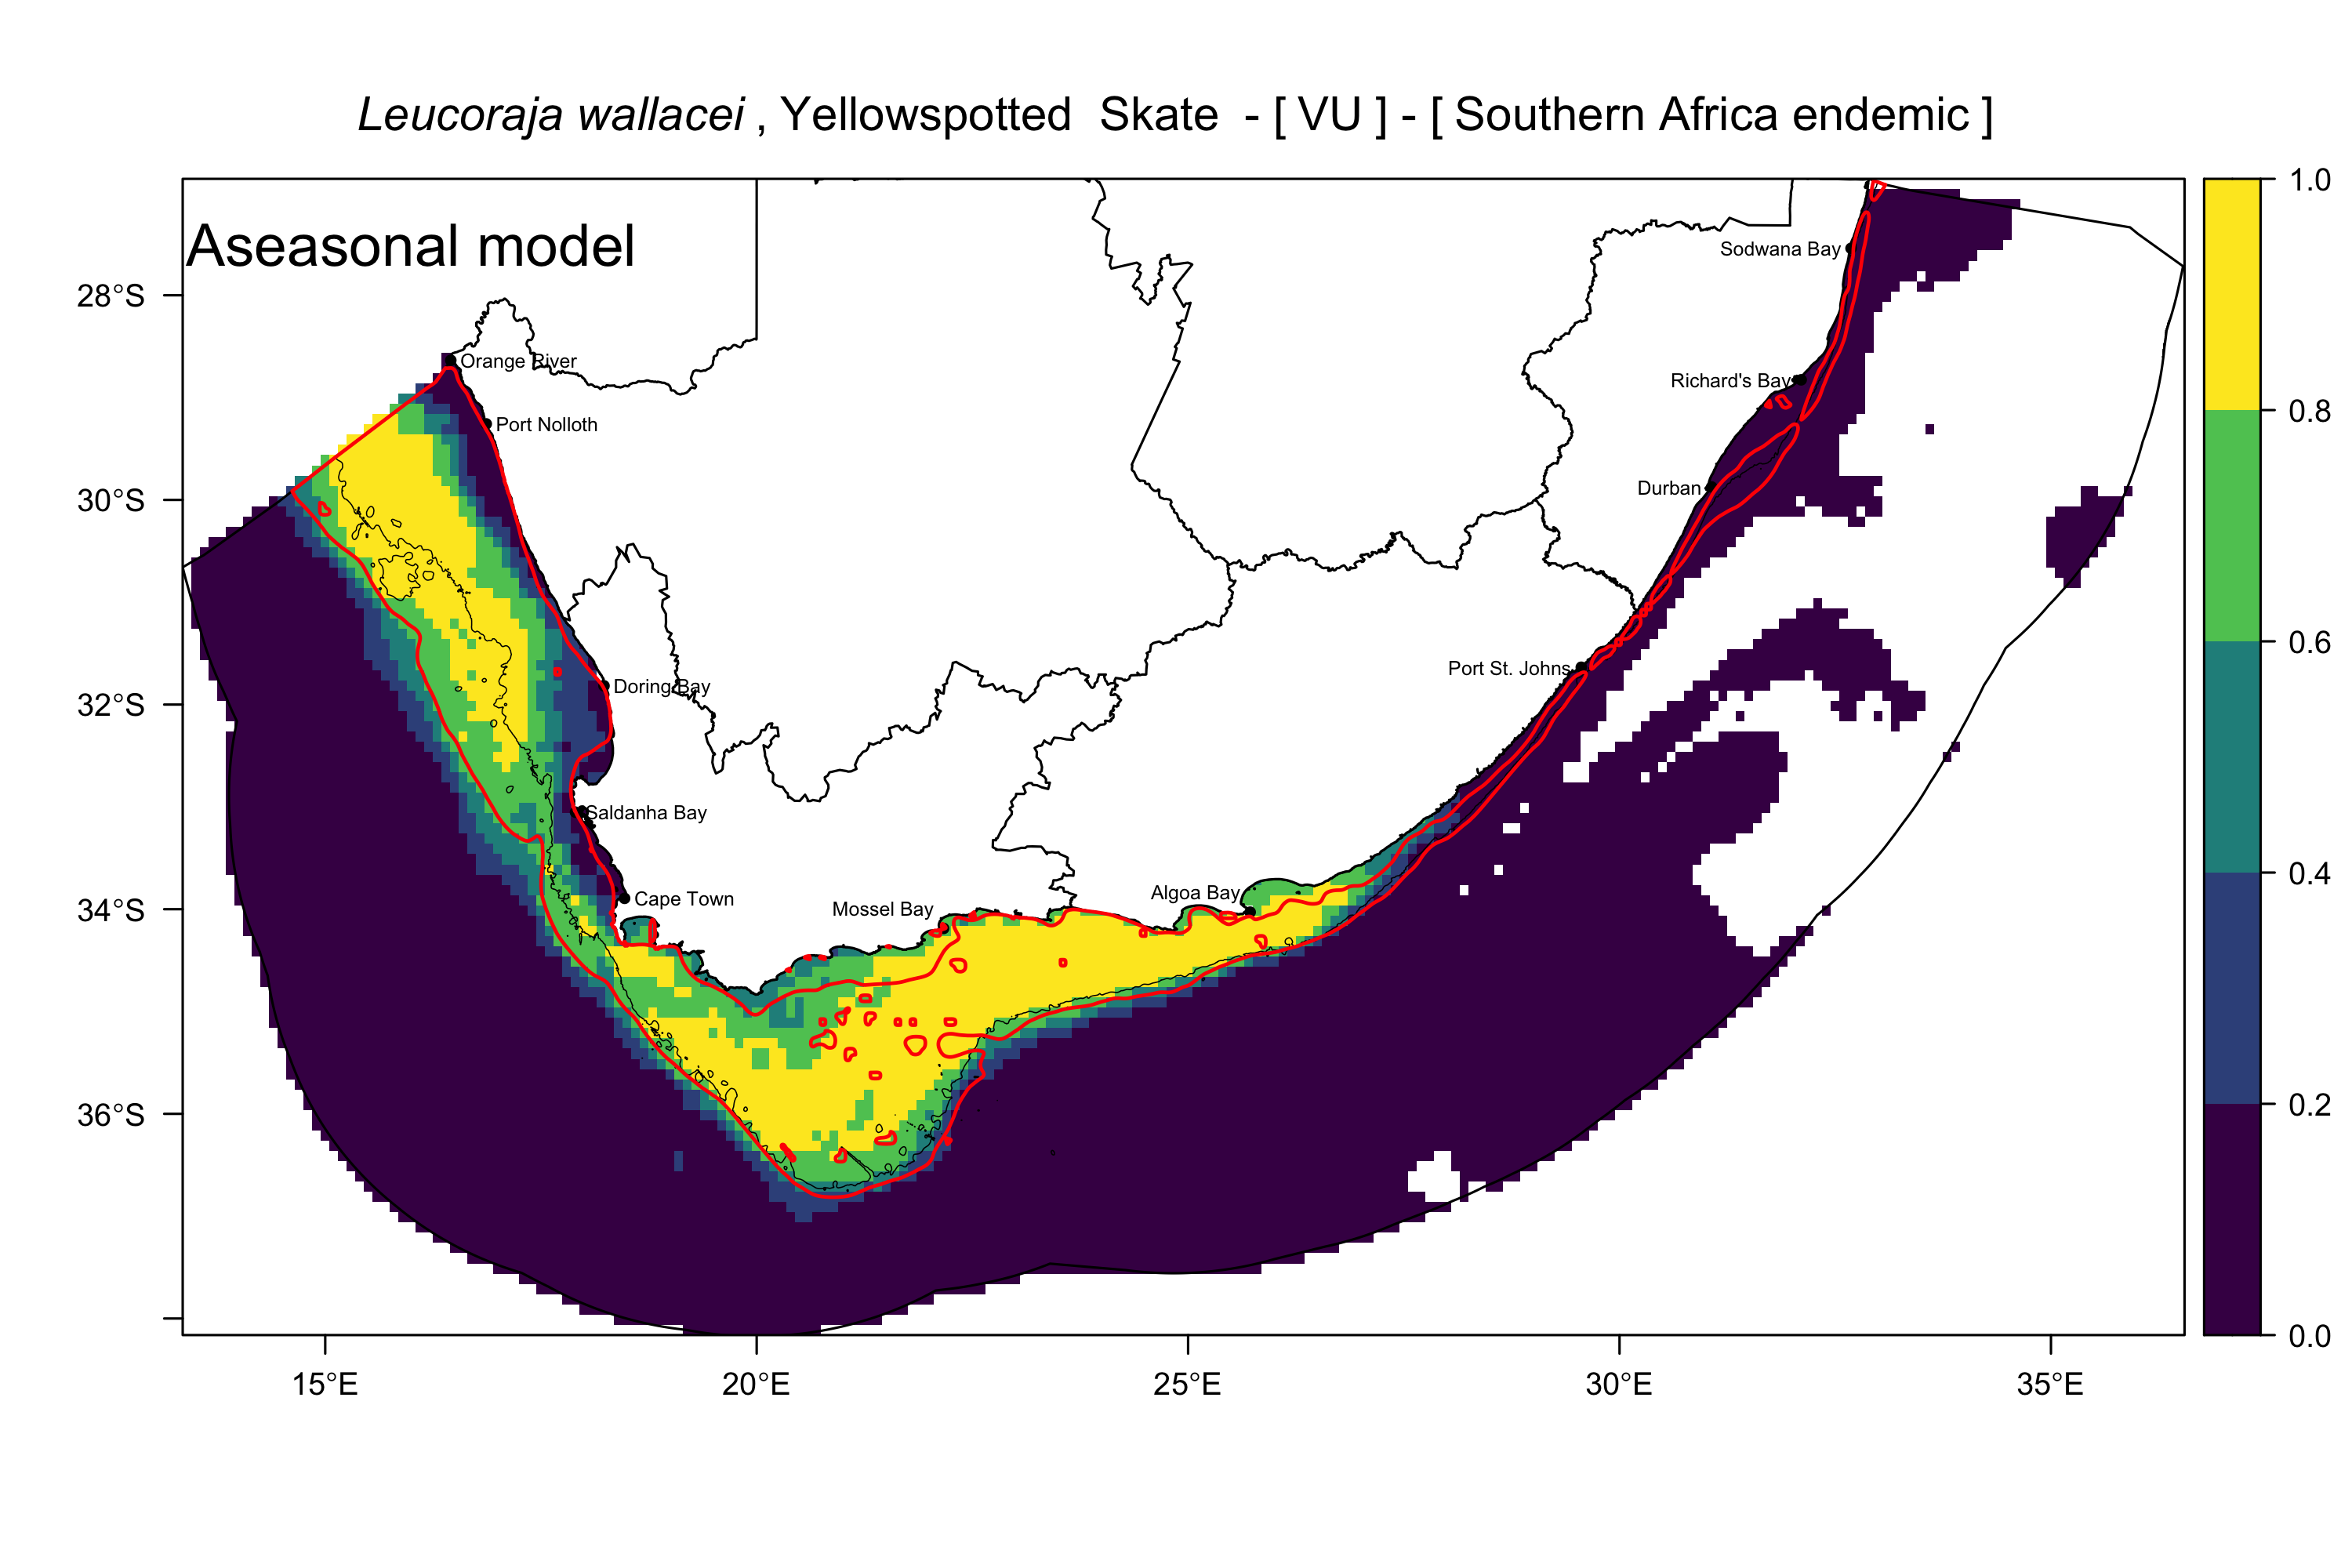 Leucoraja wallacei , Yellowspotted Skate - [ VU ] - [ Southern Africa endemic ]
Aseasonal model
1.0
0.8
0.6
0.4
0.2
0.0
28°S
30°S
32°S
34°S
36°S
Sodwana Bay
Orange River
Richard's Bay
Port Nolloth
Durban
Port St. Johns
Doring Bay
Saldanha Bay
Algoa Bay
Cape Town
Mossel Bay
15°E
20°E
25°E
30°E
35°E